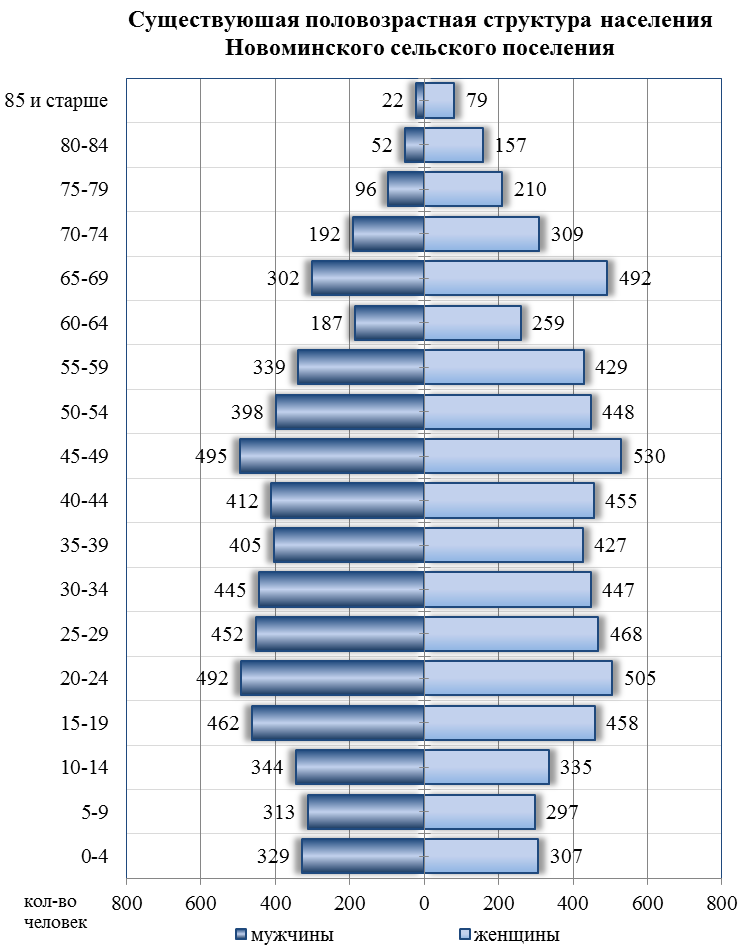 Существуюшая половозрастная структура населения
Новоминского сельского поселения
85 и старше 22 79
80-84 52 157
75-79 96 210
70-74 192 309
65-69 302 492
60-64 187 259
55-59 339 429
50-54 398 448
45-49 495 530
40-44 412 455
35-39 405 427
30-34 445 447
25-29 452 468
20-24 492 505
15-19 462 458
10-14 344 335
5-9 313 297
0-4 329 307
кол-во
человек
800 600 400 200 0 200 400 600 800
мужчины женщины